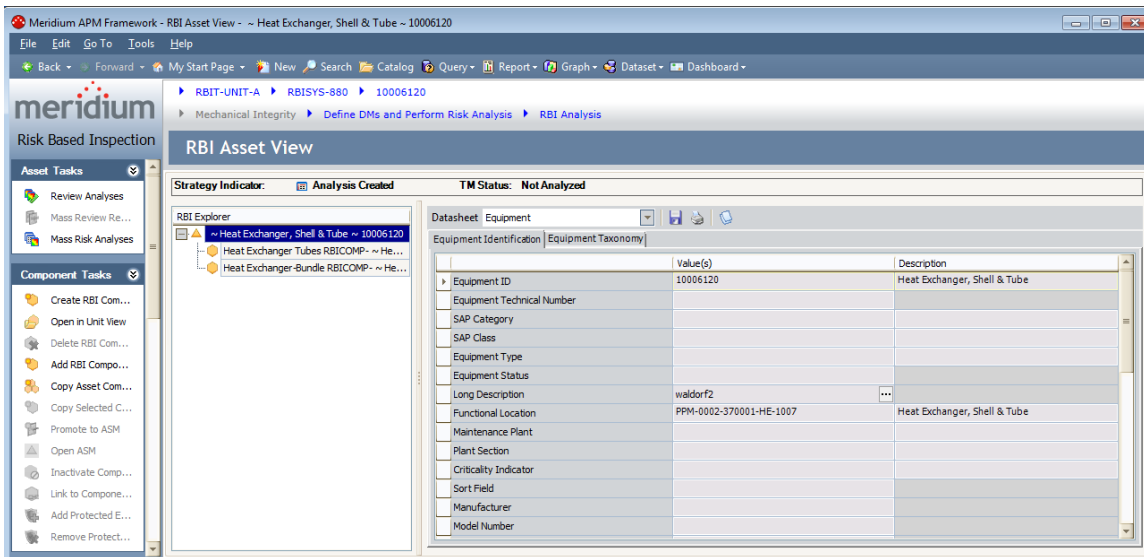 Meridium APM Framework - RBI Asset View - ~ Heat Exchanger, Shell & Tube ~ 10006120
File Edit Go To Tools Help
Back Forward My Start Page New Search Catalog Query Report Graph Dataset Dashboard
meridium
Risk Based Inspection
RBIT-UNIT-A RBISYS-880 10006120
Mechanical Integrity Define DMs and Perform Risk Analysis RBI Analysis
RBI Asset View
Asset Tasks
Review Analyses
Mass Review Re...
Mass Risk Analyses
Component Tasks
Create RBI Com...
Open in Unit View
Delete RBI Com...
Add RBI Compo...
Copy Asset Com...
Copy Selected C...
Promote to ASM
Open ASM
Inactivate Comp...
Link to Compone...
Add Protected E...
Remove Protect...
Strategy Indicator: Analysis Created TM Status: Not Analyzed
RBI Explorer
~ Heat Exchanger, Shell & Tube ~ 10006120
Heat Exchanger Tubes RBICOMP- ~ He...
Heat Exchanger-Bundle RBICOMP- ~ He...
Datasheet Equipment
Equipment Identification Equipment Taxonomy
Value(s) Description
Equipment ID 10006120 Heat Exchanger, Shell & Tube
Equipment Technical Number
SAP Category
SAP Class
Equipment Type
Equipment Status
Long Description waldorf2 ...
Functional Location PPM-0002-370001-HE-1007 Heat Exchanger, Shell & Tube
Maintenance Plant
Plant Section
Criticality Indicator
Sort Field
Manufacturer
Model Number